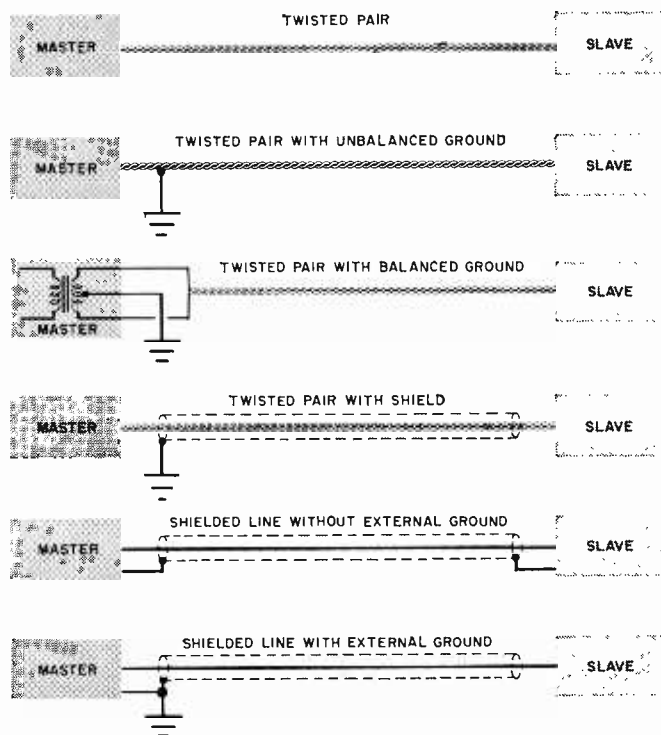 TWISTED PAIR
MASTER
SLAVE
TWISTED PAIR WITH UNBALANCED GROUND
MASTER
SLAVE
TWISTED PAIR WITH BALANCED GROUND
MASTER
SLAVE
TWISTED PAIR WITH SHIELD
MASTER
SLAVE
SHIELDED LINE WITHOUT EXTERNAL GROUND
MASTER
SLAVE
SHIELDED LINE WITH EXTERNAL GROUND
MASTER
SLAVE